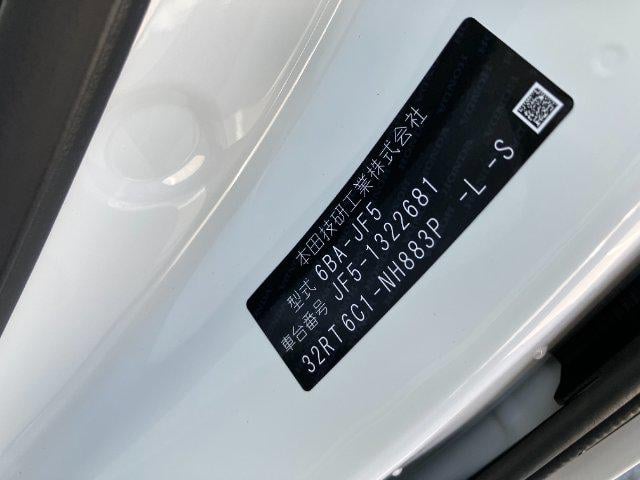 本田技研工業株式会社
型式 6BA-JF5
車台番号 JF5-1322681
32RT6C1-NH883P -L -S